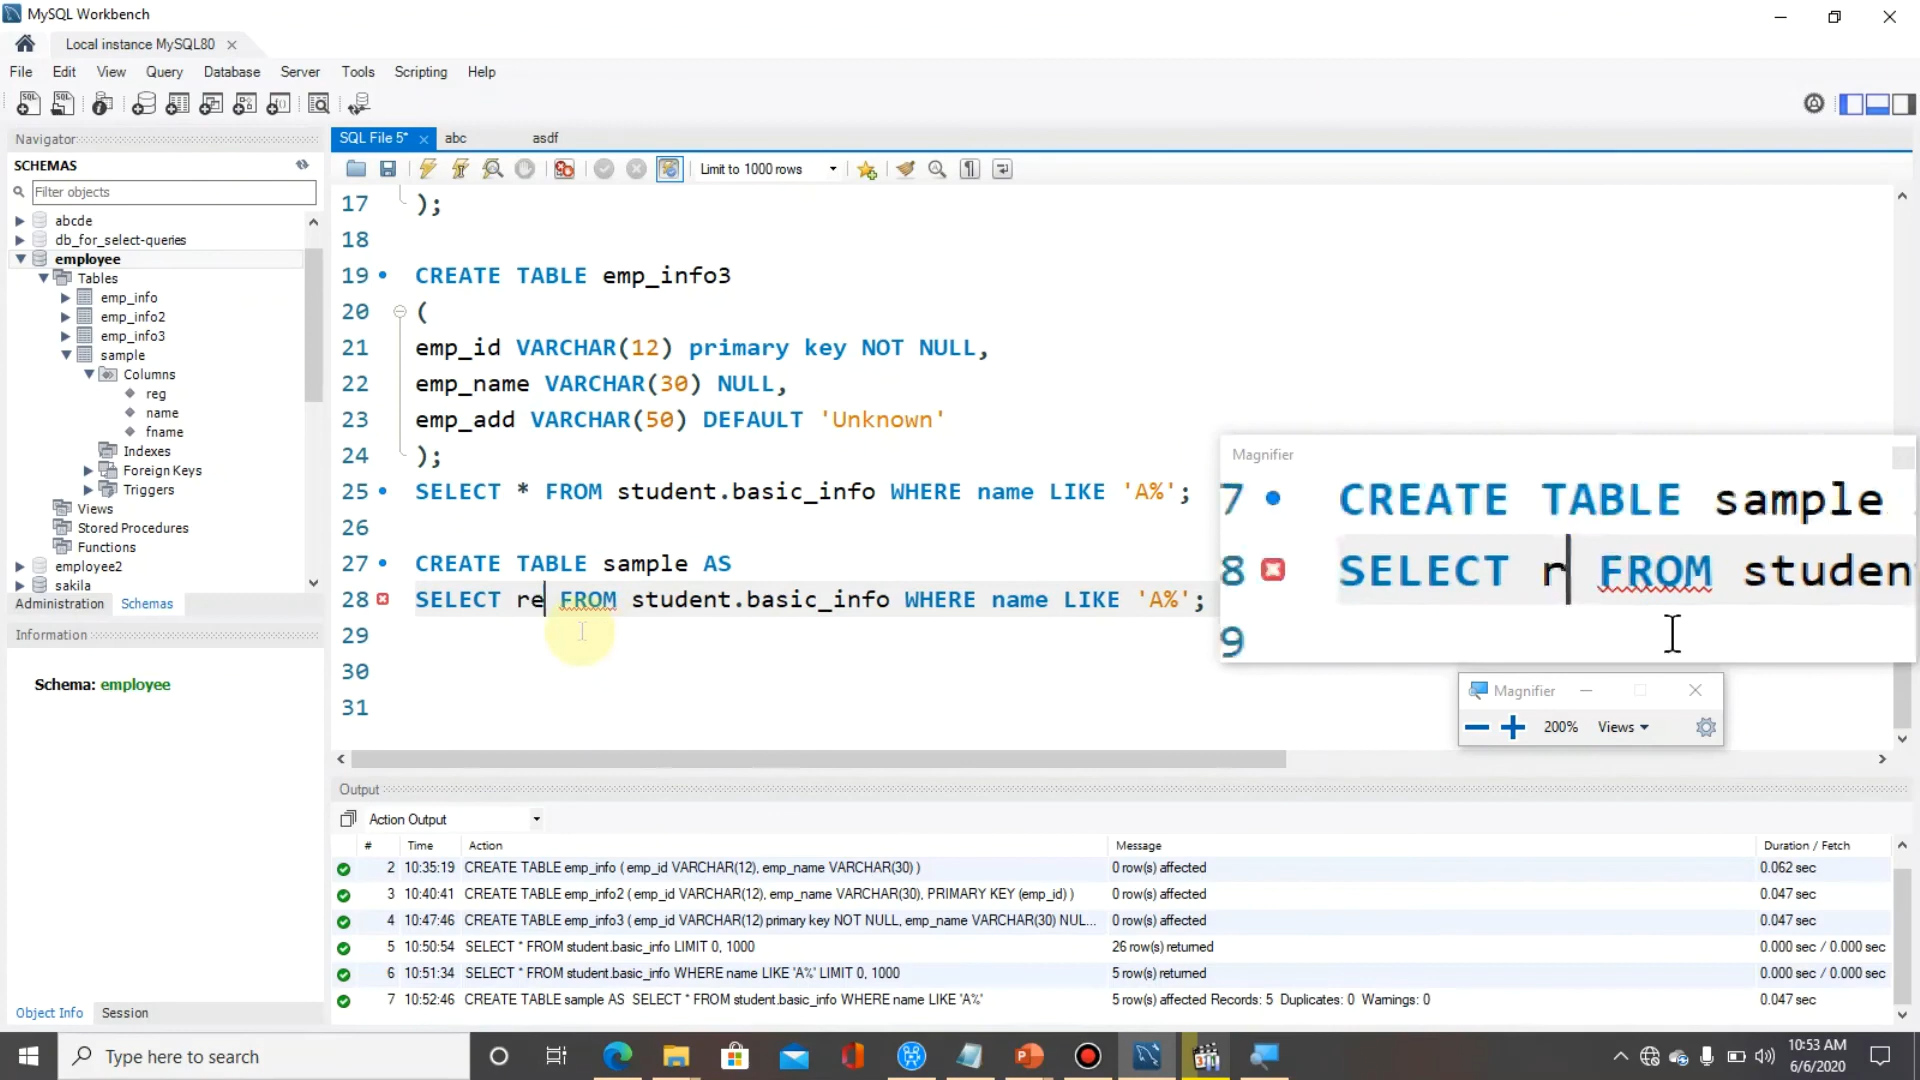 MySQL Workbench
Local instance MySQL80
File Edit View Query Database Server Tools Scripting Help
Navigator
SCHEMAS
Filter objects
abcde
db_for_select-queries
employee
Tables
emp_info
emp_info2
emp_info3
sample
Columns
reg
name
fname
Indexes
Foreign Keys
Triggers
Views
Stored Procedures
Functions
employee2
sakila
Administration Schemas
Information
Schema: employee
Object Info Session
SQL File 5* abc asdf
Limit to 1000 rows
17 );
18
19 CREATE TABLE emp_info3
20 (
21 emp_id VARCHAR(12) primary key NOT NULL,
22 emp_name VARCHAR(30) NULL,
23 emp_add VARCHAR(50) DEFAULT 'Unknown'
24 );
25 SELECT * FROM student.basic_info WHERE name LIKE 'A%';
26
27 CREATE TABLE sample AS
28 SELECT re FROM student.basic_info WHERE name LIKE 'A%';
29
30
31
Magnifier
7 CREATE TABLE sample
8 SELECT r FROM studen
9
Magnifier
200% Views
Output
Action Output
# Time Action Message Duration / Fetch
2 10:35:19 CREATE TABLE emp_info ( emp_id VARCHAR(12), emp_name VARCHAR(30) ) 0 row(s) affected 0.062 sec
3 10:40:41 CREATE TABLE emp_info2 ( emp_id VARCHAR(12), emp_name VARCHAR(30), PRIMARY KEY (emp_id) ) 0 row(s) affected 0.047 sec
4 10:47:46 CREATE TABLE emp_info3 ( emp_id VARCHAR(12) primary key NOT NULL, emp_name VARCHAR(30) NUL... 0 row(s) affected 0.047 sec
5 10:50:54 SELECT * FROM student.basic_info LIMIT 0, 1000 26 row(s) returned 0.000 sec / 0.000 sec
6 10:51:34 SELECT * FROM student.basic_info WHERE name LIKE 'A%' LIMIT 0, 1000 5 row(s) returned 0.000 sec / 0.000 sec
7 10:52:46 CREATE TABLE sample AS SELECT * FROM student.basic_info WHERE name LIKE 'A%' 5 row(s) affected Records: 5 Duplicates: 0 Warnings: 0 0.047 sec
Type here to search
10:53 AM
6/6/2020